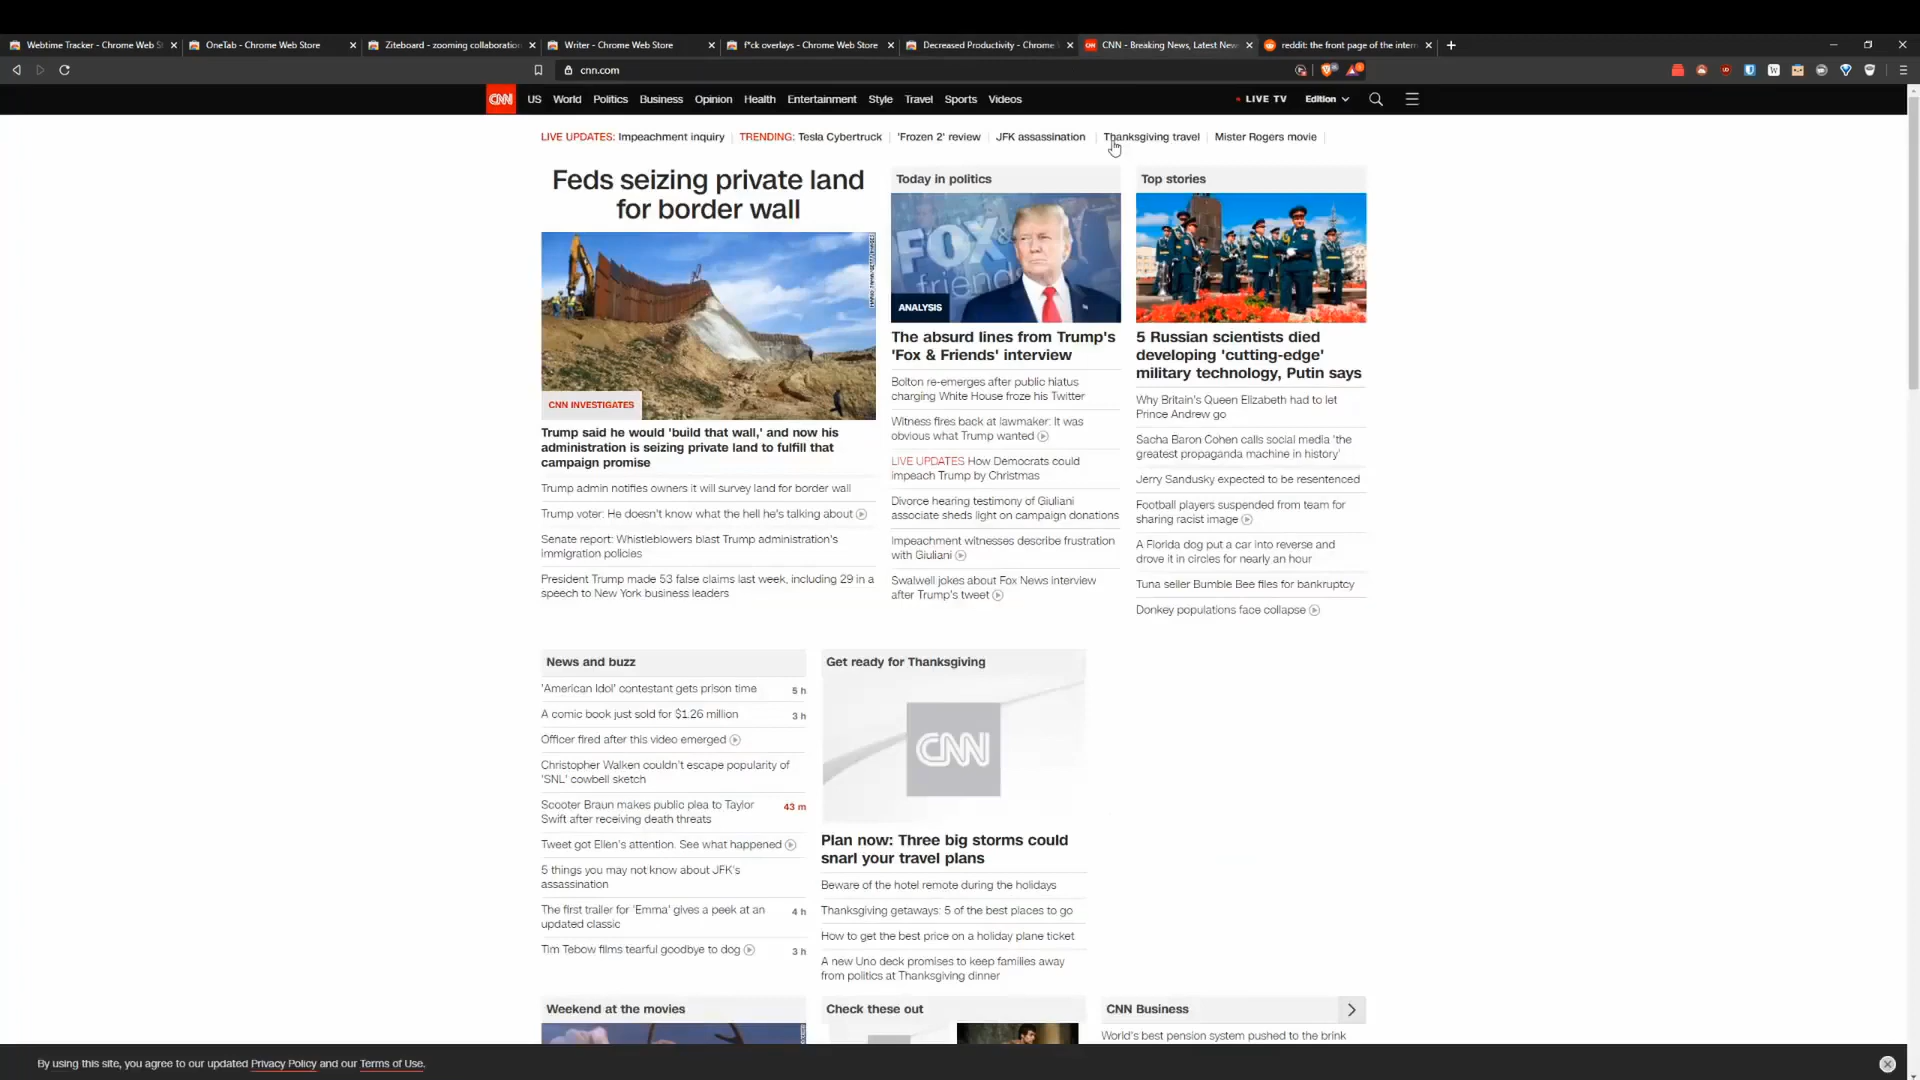 Webtime Tracker - Chrome Web S
OneTab - Chrome Web Store
Ziteboard - zooming collaboration
Writer - Chrome Web Store
f*ck overlays - Chrome Web Store
Decreased Productivity - Chrome
CNN - Breaking News, Latest New
reddit: the front page of the intern
cnn.com
CNN
US
World
Politics
Business
Opinion
Health
Entertainment
Style
Travel
Sports
Videos
LIVE TV
Edition
LIVE UPDATES: Impeachment inquiry
TRENDING: Tesla Cybertruck
'Frozen 2' review
JFK assassination
Thanksgiving travel
Mister Rogers movie
Feds seizing private land
for border wall
CNN INVESTIGATES
Trump said he would 'build that wall,' and now his
administration is seizing private land to fulfill that
campaign promise
Trump admin notifies owners it will survey land for border wall
Trump voter: He doesn't know what the hell he's talking about
Senate report: Whistleblowers blast Trump administration's
immigration policies
President Trump made 53 false claims last week, including 29 in a
speech to New York business leaders
Today in politics
FOX&
friends
ANALYSIS
The absurd lines from Trump's
'Fox & Friends' interview
Bolton re-emerges after public hiatus
charging White House froze his Twitter
Witness fires back at lawmaker: It was
obvious what Trump wanted
LIVE UPDATES How Democrats could
impeach Trump by Christmas
Divorce hearing testimony of Giuliani
associate sheds light on campaign donations
Impeachment witnesses describe frustration
with Giuliani
Swalwell jokes about Fox News interview
after Trump's tweet
Top stories
5 Russian scientists died
developing 'cutting-edge'
military technology, Putin says
Why Britain's Queen Elizabeth had to let
Prince Andrew go
Sacha Baron Cohen calls social media 'the
greatest propaganda machine in history'
Jerry Sandusky expected to be resentenced
Football players suspended from team for
sharing racist image
A Florida dog put a car into reverse and
drove it in circles for nearly an hour
Tuna seller Bumble Bee files for bankruptcy
Donkey populations face collapse
News and buzz
'American Idol' contestant gets prison time 5 h
A comic book just sold for $1.26 million 3 h
Officer fired after this video emerged
Christopher Walken couldn't escape popularity of
'SNL' cowbell sketch
Scooter Braun makes public plea to Taylor 43 m
Swift after receiving death threats
Tweet got Ellen's attention. See what happened
5 things you may not know about JFK's
assassination
The first trailer for 'Emma' gives a peek at an 4 h
updated classic
Tim Tebow films tearful goodbye to dog 3 h
Get ready for Thanksgiving
CNN
Plan now: Three big storms could
snarl your travel plans
Beware of the hotel remote during the holidays
Thanksgiving getaways: 5 of the best places to go
How to get the best price on a holiday plane ticket
A new Uno deck promises to keep families away
from politics at Thanksgiving dinner
Weekend at the movies
Check these out
CNN Business
World's best pension system pushed to the brink
By using this site, you agree to our updated Privacy Policy and our Terms of Use.